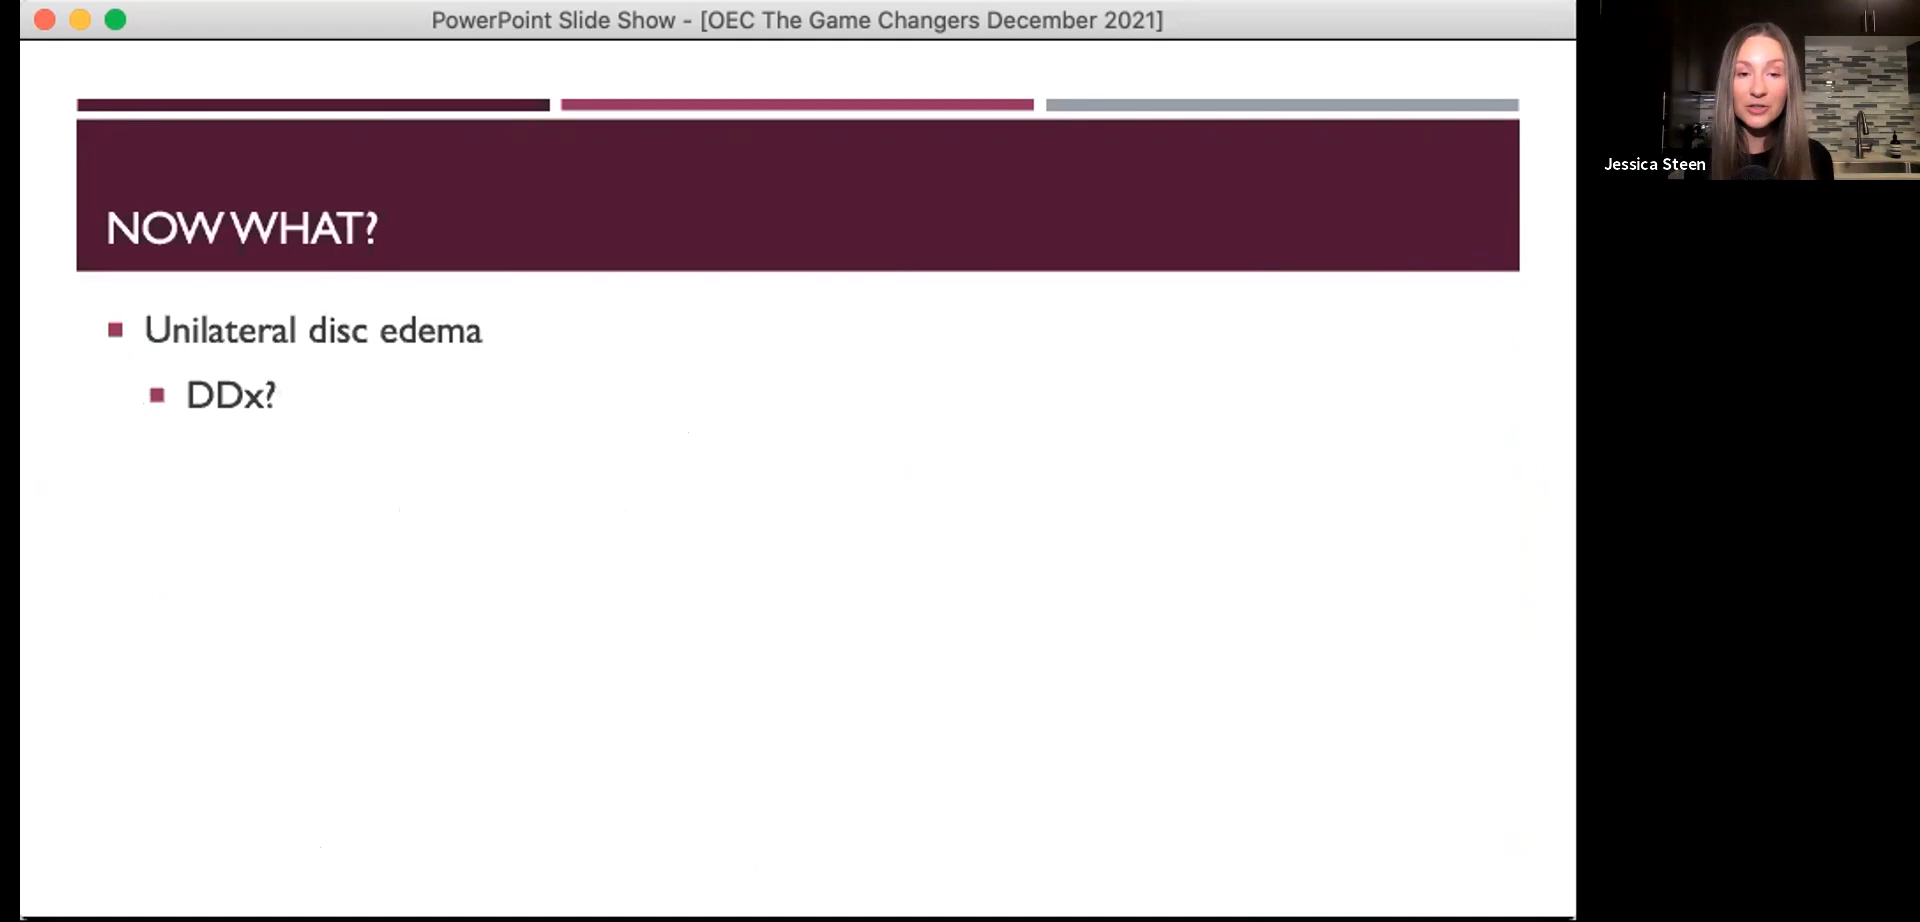 PowerPoint Slide Show - [OEC The Game Changers December 2021]
Jessica Steen
NOW WHAT?
Unilateral disc edema
DDx?